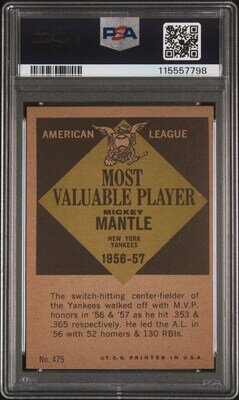 PSA
115557798
AMERICAN LEAGUE
MOST
VALUABLE PLAYER
MICKEY
MANTLE
NEW YORK
YANKEES
1956-57
The switch-hitting center-fielder of
the Yankees walked off with M.V.P.
honors in '56 & '57 as he hit .353 &
.365 respectively. He led the A.L. in
'56 with 52 homers & 130 RBIs.
No. 475
©T.C.G. PRINTED IN U.S.A.